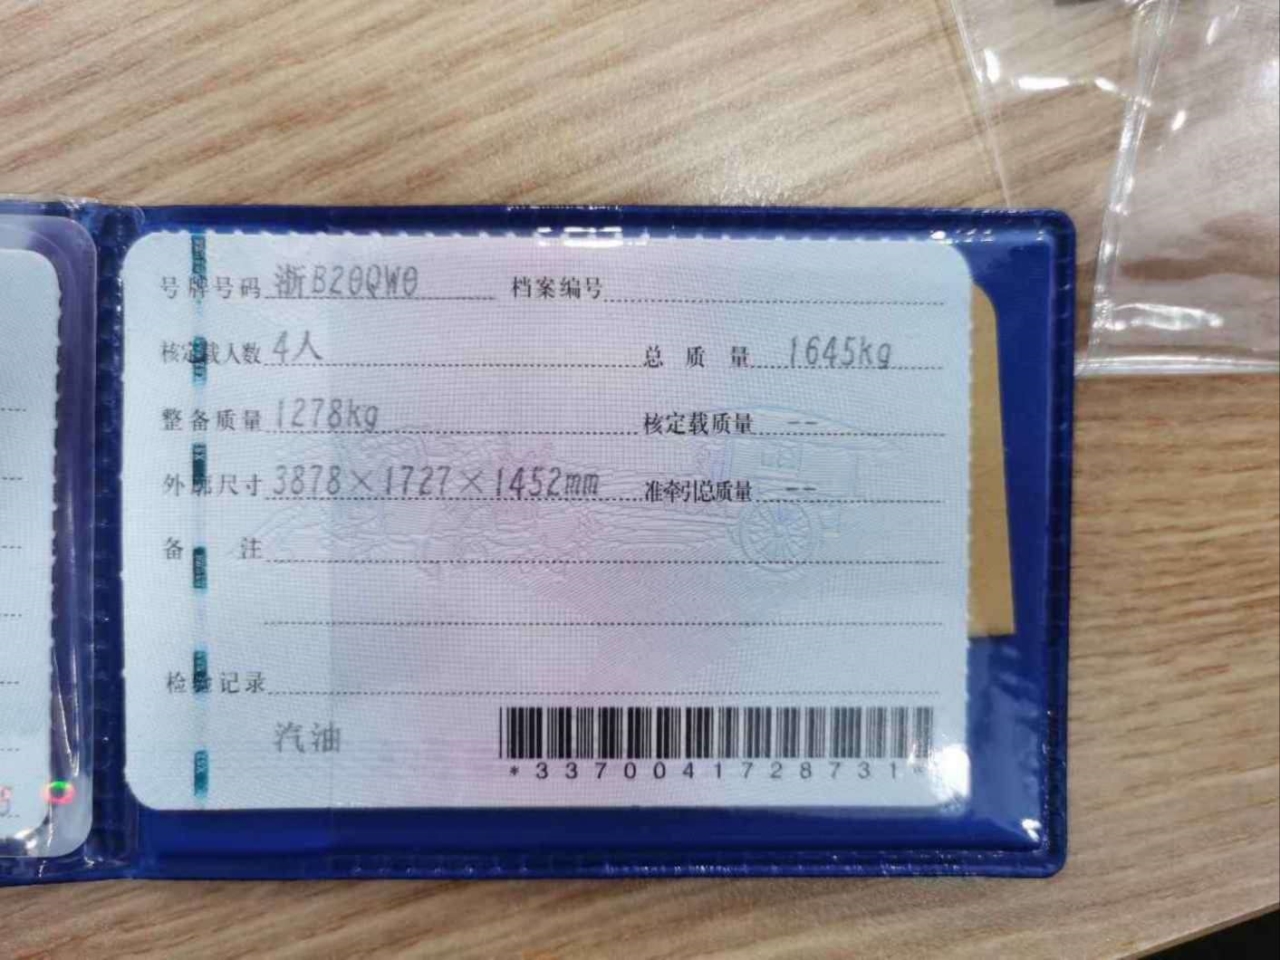 号牌号码 浙B20QW0 档案编号
核定载人数 4人 总质量 1645kg
整备质量 1278kg 核定载质量 --
外廓尺寸 3878×1727×1452mm 准牵引总质量 --
备注
检验记录
汽油
*3370041728731*